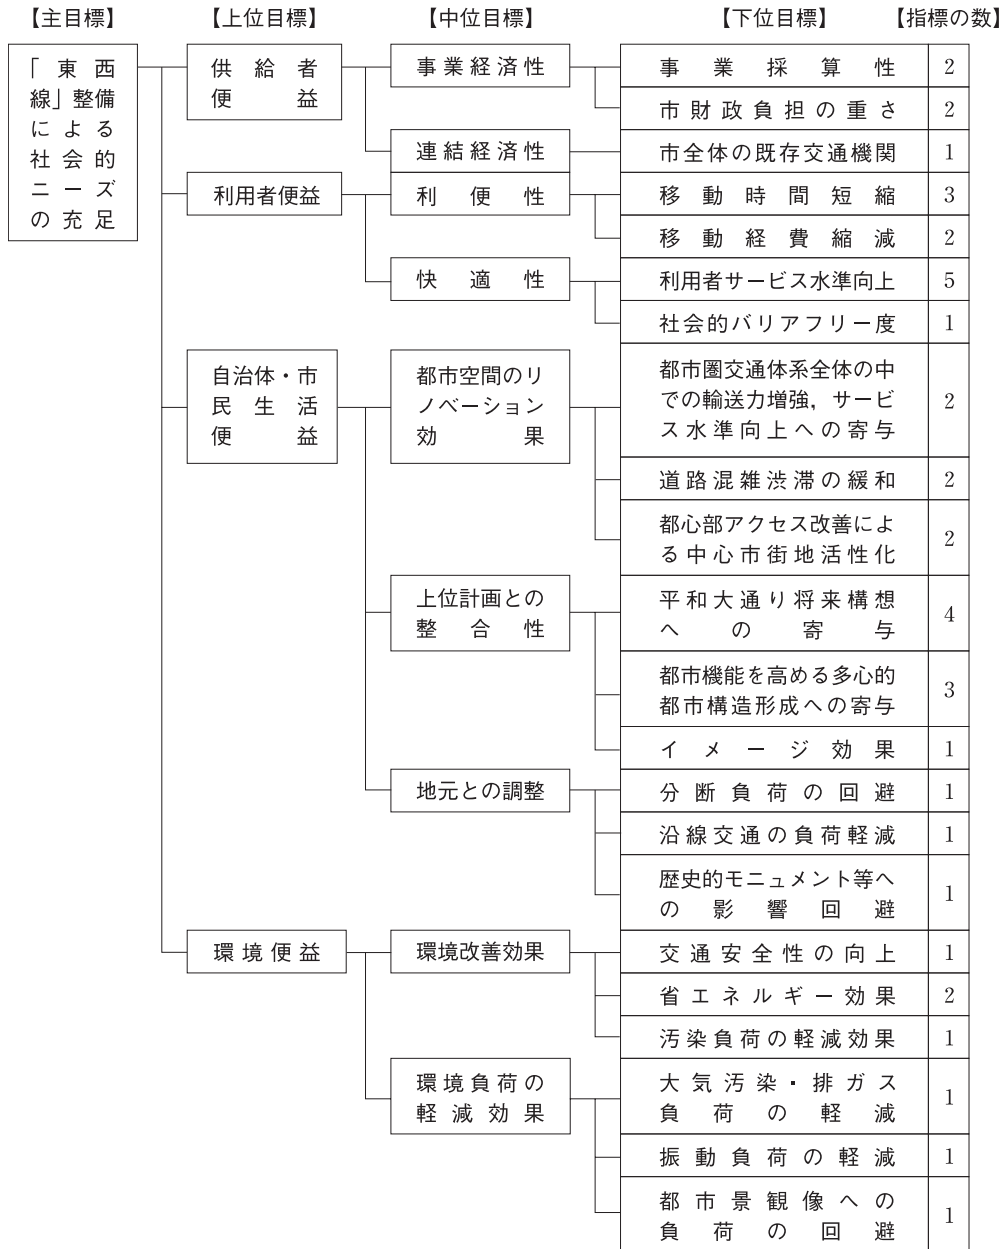 【主目標】 【上位目標】 【中位目標】 【下位目標】 【指標の数】
「東西
線」整備
による
社会的
ニーズ
の充足
供給者
便益
事業経済性
事業採算性 2
市財政負担の重さ 2
連結経済性
市全体の既存交通機関 1
利用者便益
利便性
移動時間短縮 3
移動経費縮減 2
快適性
利用者サービス水準向上 5
社会的バリアフリー度 1
自治体・市
民生活
便益
都市空間のリ
ノベーション
効果
都市圏交通体系全体の中
での輸送力増強，サービ
ス水準向上への寄与
2
道路混雑渋滞の緩和 2
都心部アクセス改善によ
る中心市街地活性化
2
上位計画との
整合性
平和大通り将来構想
への寄与
4
都市機能を高める多心的
都市構造形成への寄与
3
イメージ効果 1
地元との調整
分断負荷の回避 1
沿線交通の負荷軽減 1
歴史的モニュメント等へ
の影響回避
1
環境便益
環境改善効果
交通安全性の向上 1
省エネルギー効果 2
汚染負荷の軽減効果 1
環境負荷の
軽減効果
大気汚染・排ガス
負荷の軽減
1
振動負荷の軽減 1
都市景観像への
負荷の回避
1